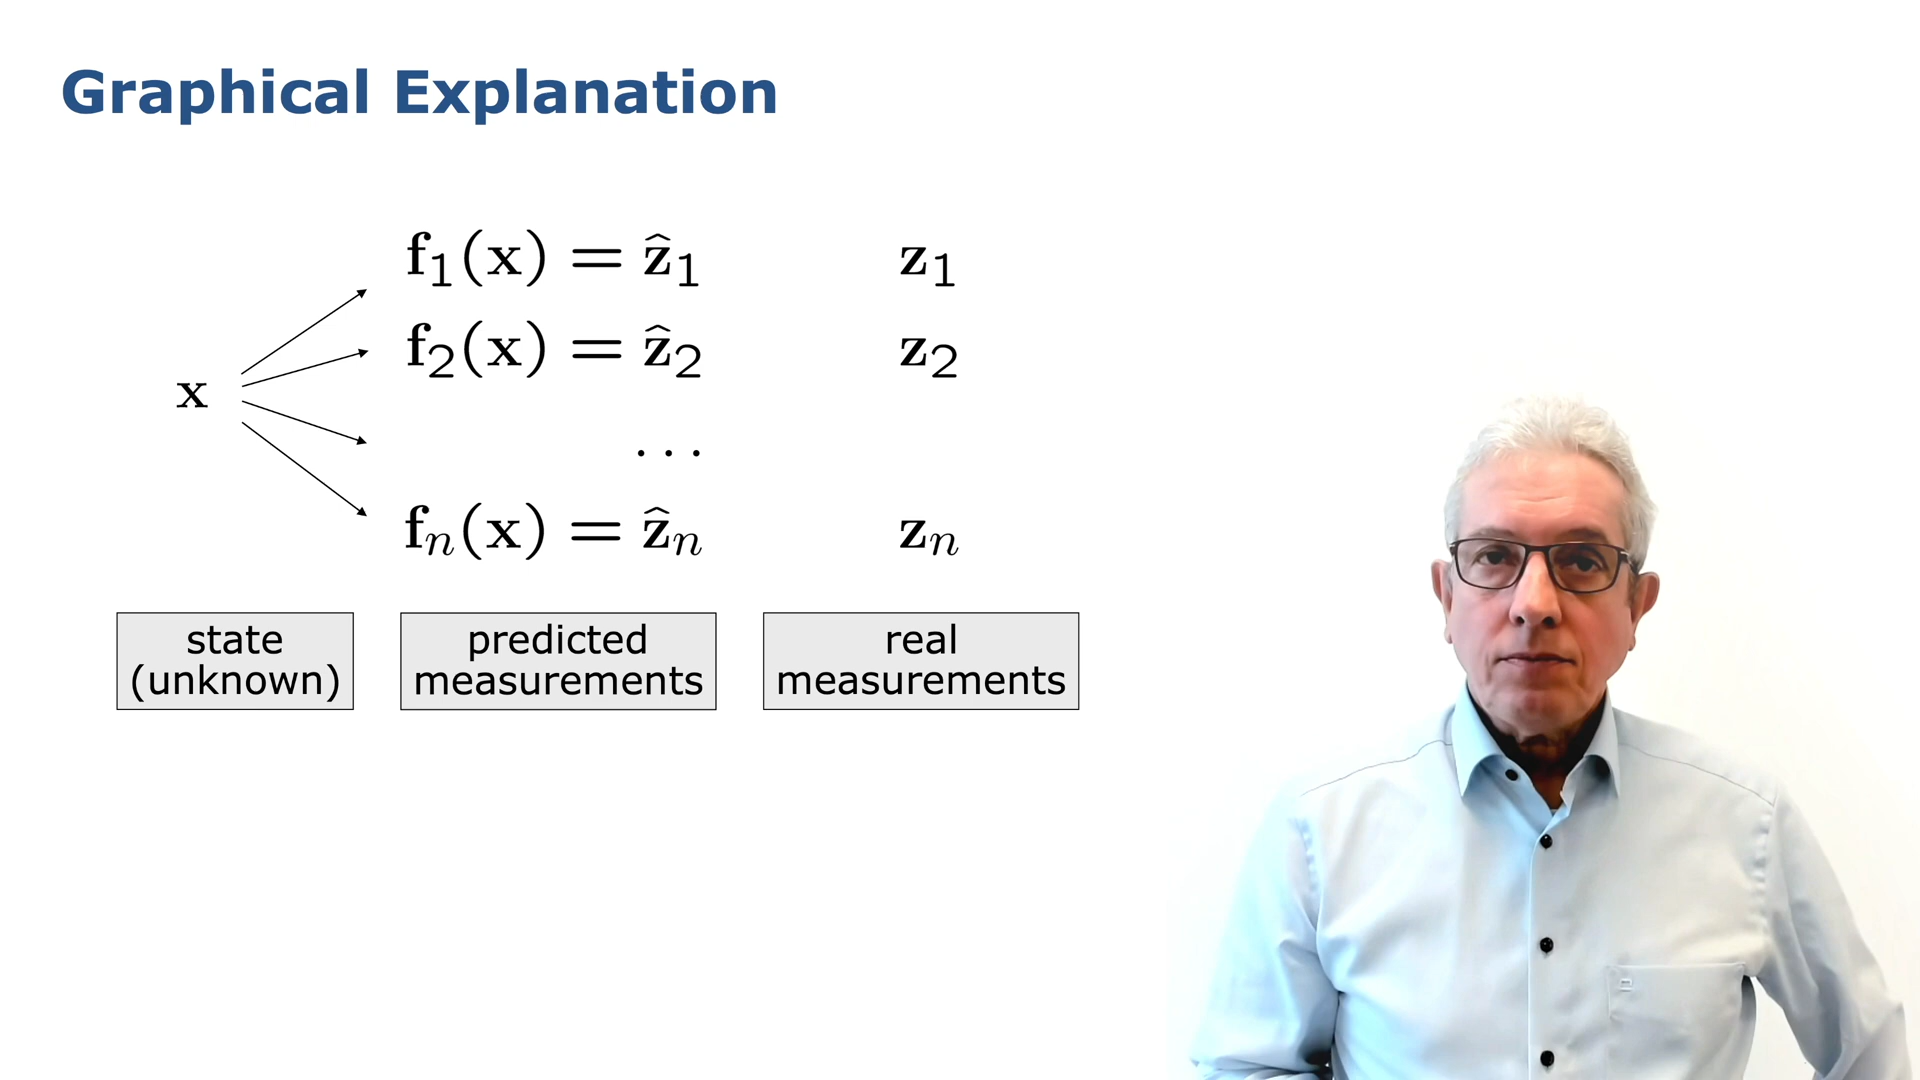 Graphical Explanation
f₁(x) = ẑ₁ z₁
f₂(x) = ẑ₂ z₂
x
...
fₙ(x) = ẑₙ zₙ
state
(unknown)
predicted
measurements
real
measurements